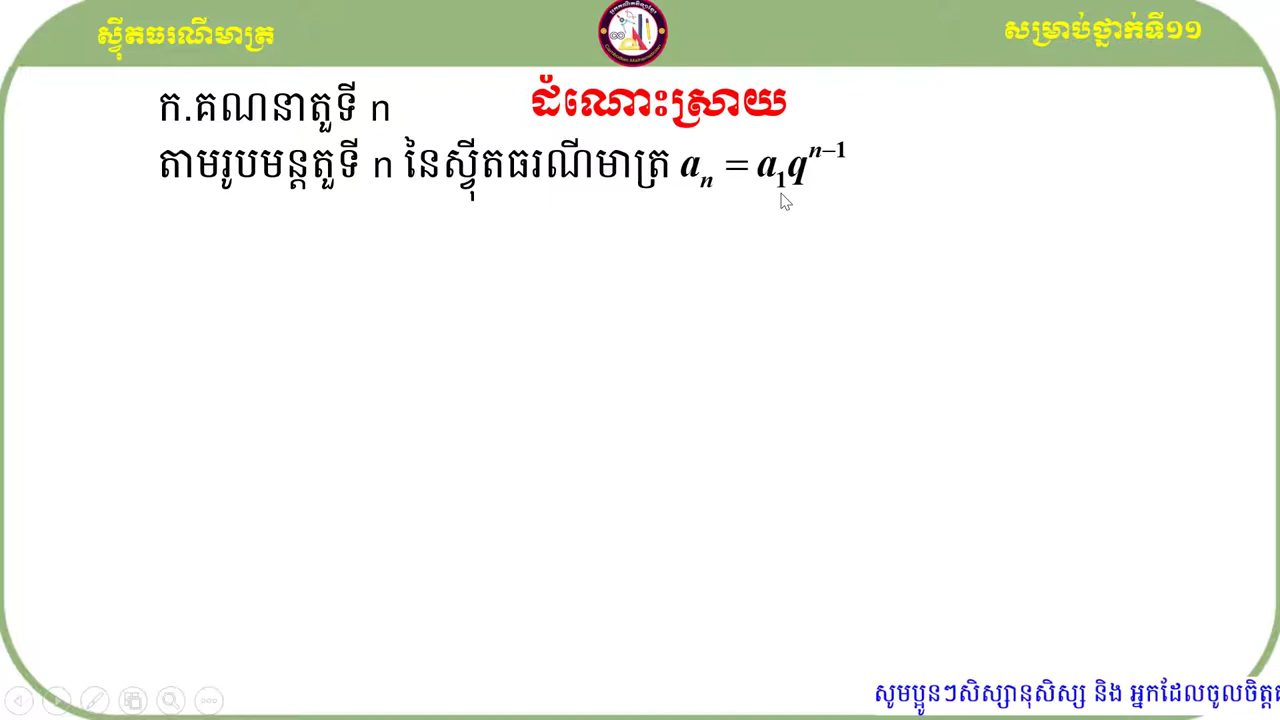 ស្វ៊ីតធរណីមាត្រ
សម្រាប់ថ្នាក់ទី១១
ក.គណនាតួទី n
ដំណោះស្រាយ
តាមរូបមន្តតួទី n នៃស្វ៊ីតធរណីមាត្រ aₙ = a₁qⁿ⁻¹
សូមប្អូនៗសិស្សានុសិស្ស និង អ្នកដែលចូលចិត្ត